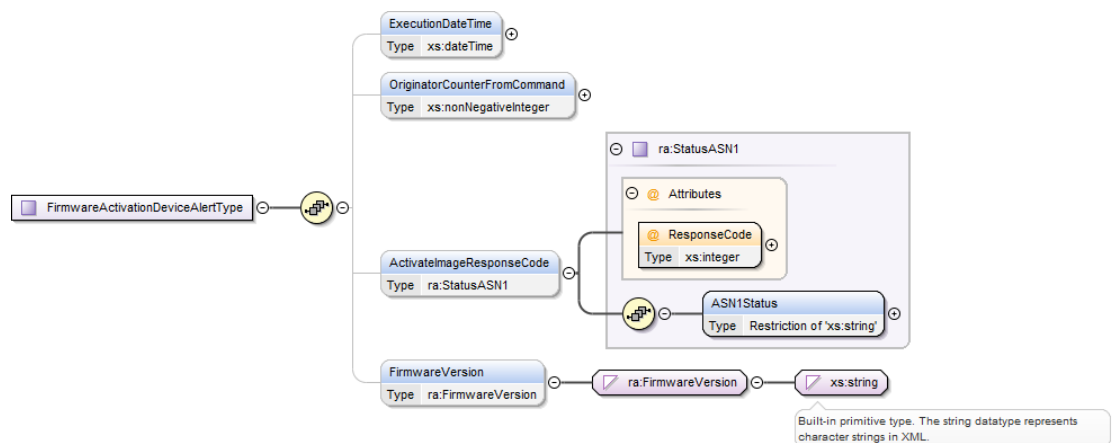 ExecutionDateTime
Type xs:dateTime
OriginatorCounterFromCommand
Type xs:nonNegativeInteger
ra:StatusASN1
@ Attributes
FirmwareActivationDeviceAlertType
@ ResponseCode
Type xs:integer
ActivateImageResponseCode
Type ra:StatusASN1
ASN1Status
Type Restriction of 'xs:string'
FirmwareVersion
Type ra:FirmwareVersion
ra:FirmwareVersion
xs:string
Built-in primitive type. The string datatype represents
character strings in XML.